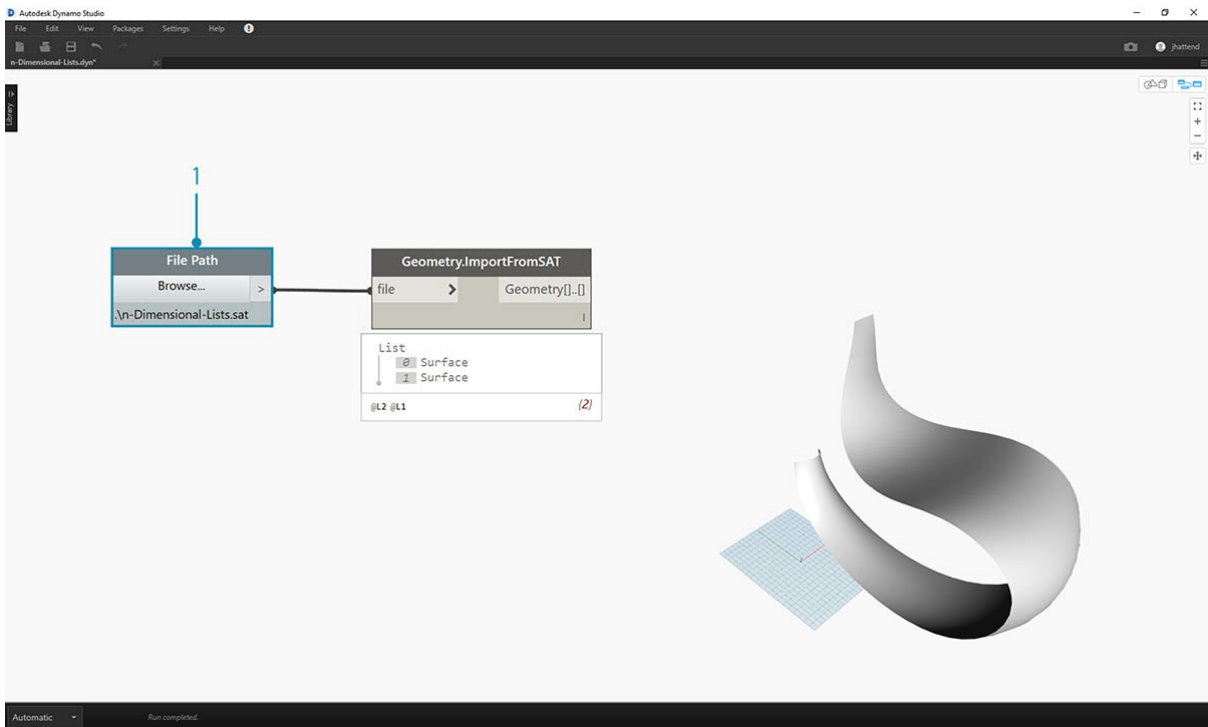 Autodesk Dynamo Studio
File Edit View Packages Settings Help
jhattend
n-Dimensional-Lists.dyn*
Library
1
File Path
Browse... >
.\n-Dimensional-Lists.sat
Geometry.ImportFromSAT
file > Geometry[]..[]
l
List
0 Surface
1 Surface
@L2 @L1 {2}
Automatic Run completed.